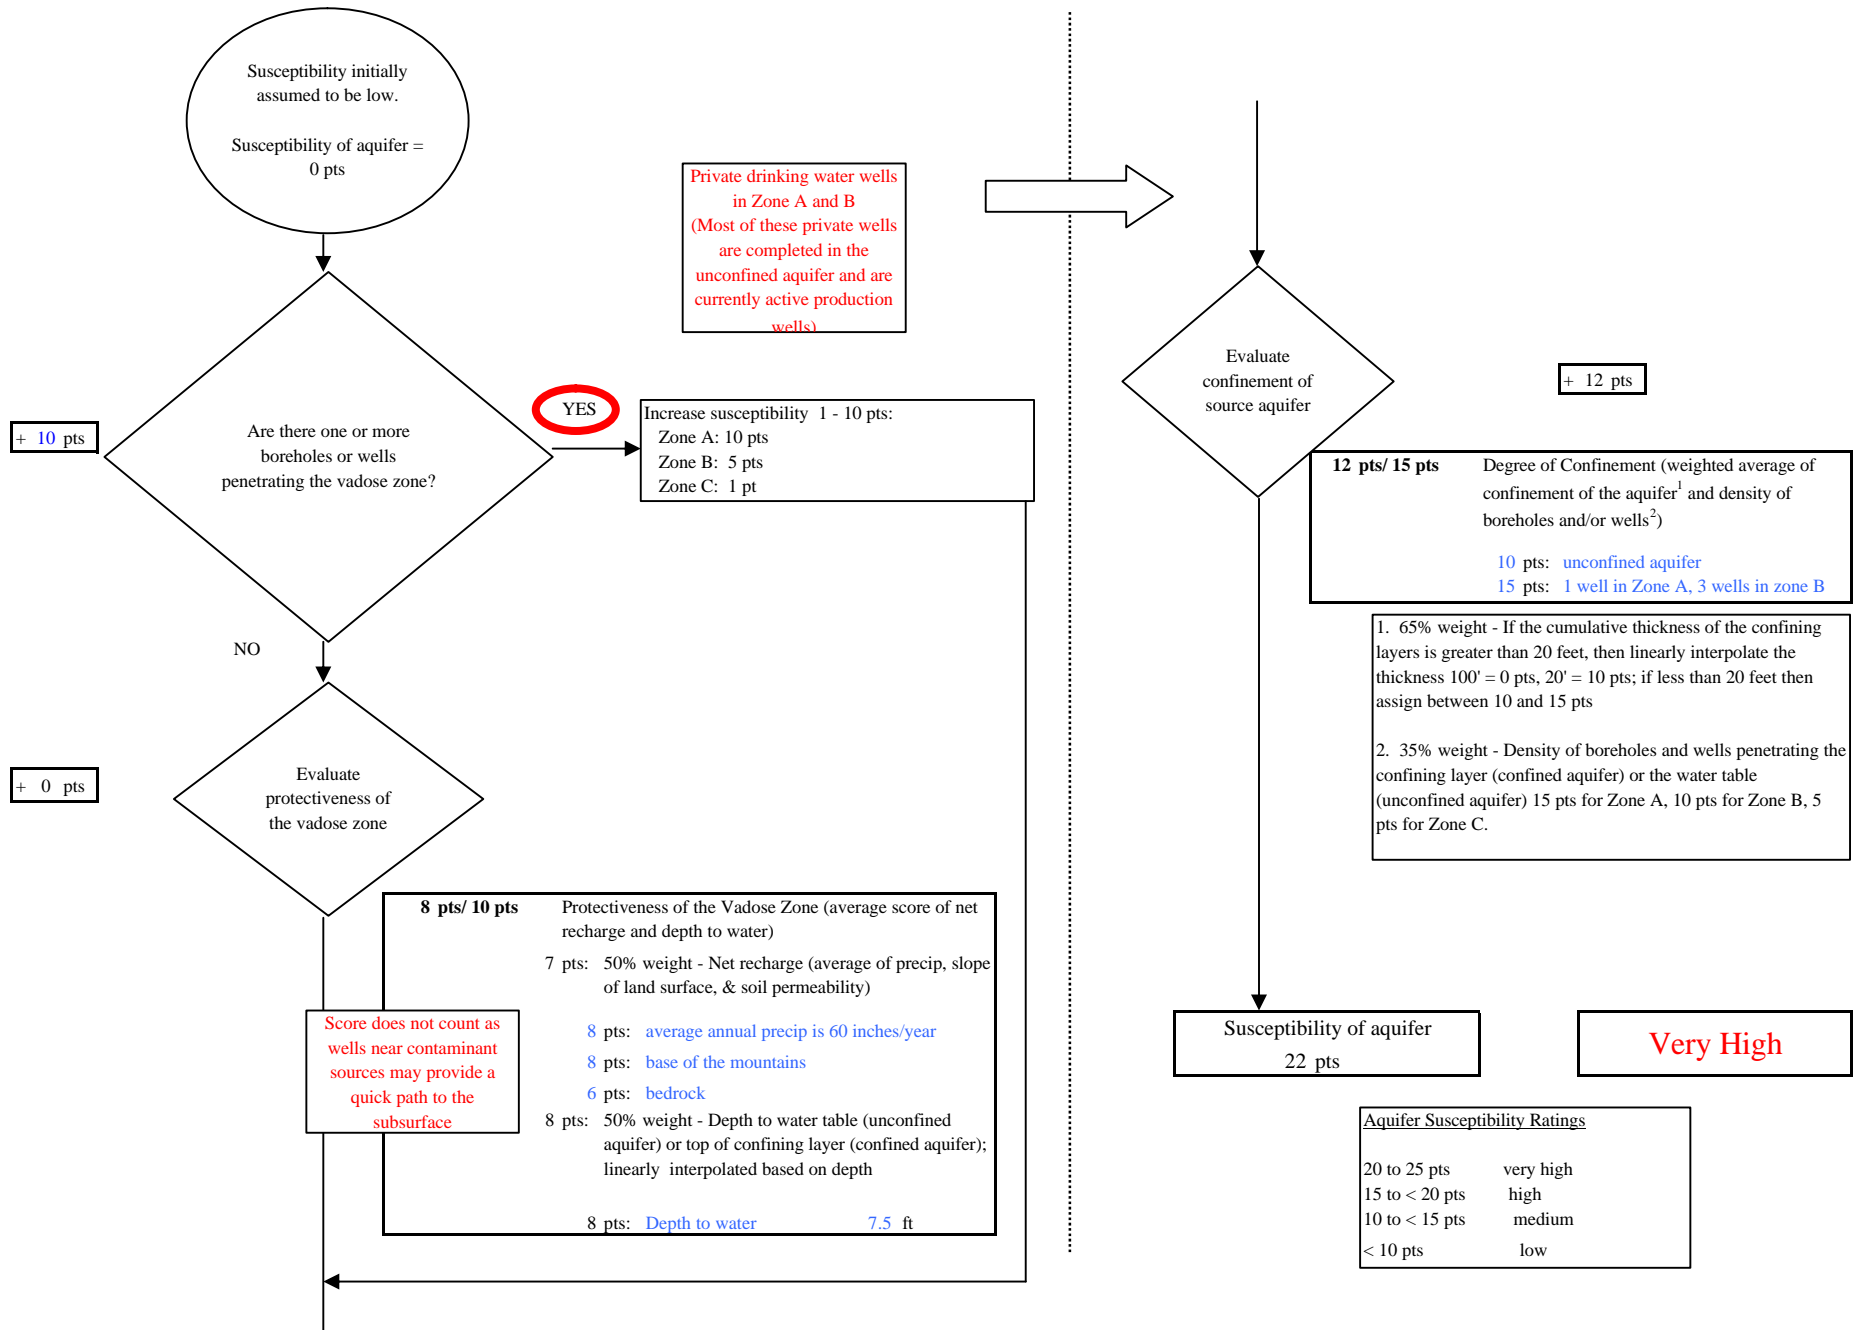 Susceptibility initially
assumed to be low.
Susceptibility of aquifer =
0 pts
Private drinking water wells
in Zone A and B
(Most of these private wells
are completed in the
unconfined aquifer and are
currently active production
wells)
+ 10 pts
Are there one or more
boreholes or wells
penetrating the vadose zone?
YES
Increase susceptibility 1 - 10 pts:
Zone A: 10 pts
Zone B: 5 pts
Zone C: 1 pt
NO
+ 0 pts
Evaluate
protectiveness of
the vadose zone
8 pts/ 10 pts Protectiveness of the Vadose Zone (average score of net
recharge and depth to water)
7 pts: 50% weight - Net recharge (average of precip, slope
of land surface, & soil permeability)
8 pts: average annual precip is 60 inches/year
8 pts: base of the mountains
6 pts: bedrock
8 pts: 50% weight - Depth to water table (unconfined
aquifer) or top of confining layer (confined aquifer);
linearly interpolated based on depth
8 pts: Depth to water 7.5 ft
Score does not count as
wells near contaminant
sources may provide a
quick path to the
subsurface
Evaluate
confinement of
source aquifer
+ 12 pts
12 pts/ 15 pts Degree of Confinement (weighted average of
confinement of the aquifer1 and density of
boreholes and/or wells2)
10 pts: unconfined aquifer
15 pts: 1 well in Zone A, 3 wells in zone B
1. 65% weight - If the cumulative thickness of the confining
layers is greater than 20 feet, then linearly interpolate the
thickness 100' = 0 pts, 20' = 10 pts; if less than 20 feet then
assign between 10 and 15 pts
2. 35% weight - Density of boreholes and wells penetrating the
confining layer (confined aquifer) or the water table
(unconfined aquifer) 15 pts for Zone A, 10 pts for Zone B, 5
pts for Zone C.
Susceptibility of aquifer
22 pts
Very High
Aquifer Susceptibility Ratings
20 to 25 pts very high
15 to < 20 pts high
10 to < 15 pts medium
< 10 pts low